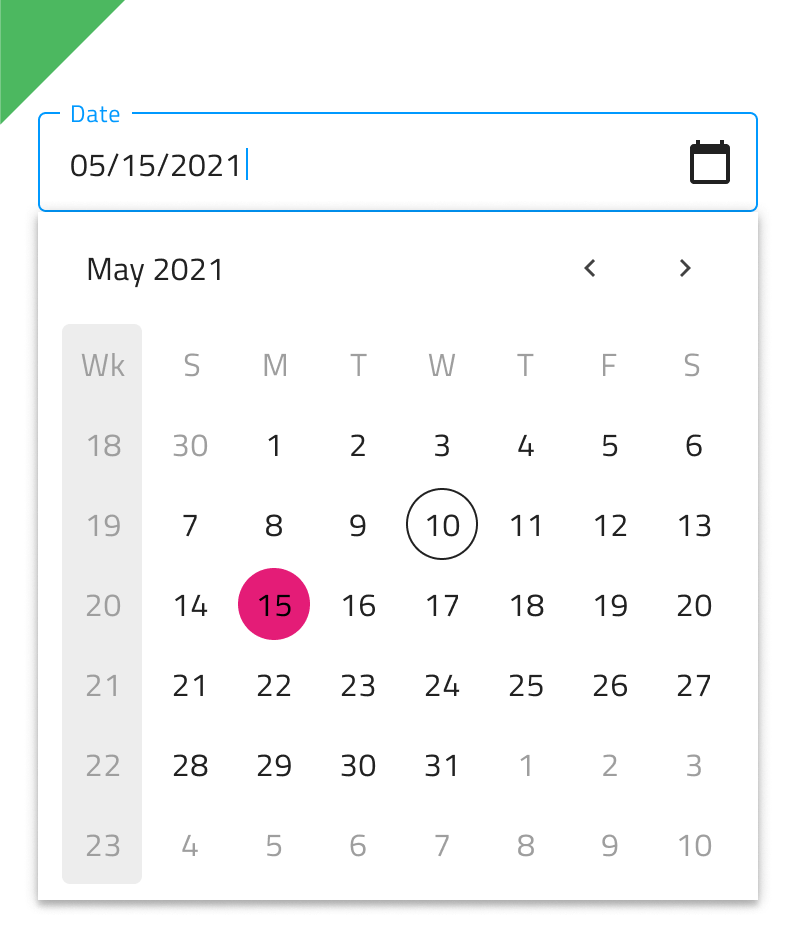 Date
05/15/2021
May 2021
Wk S M T W T F S
18 30 1 2 3 4 5 6
19 7 8 9 10 11 12 13
20 14 15 16 17 18 19 20
21 21 22 23 24 25 26 27
22 28 29 30 31 1 2 3
23 4 5 6 7 8 9 10